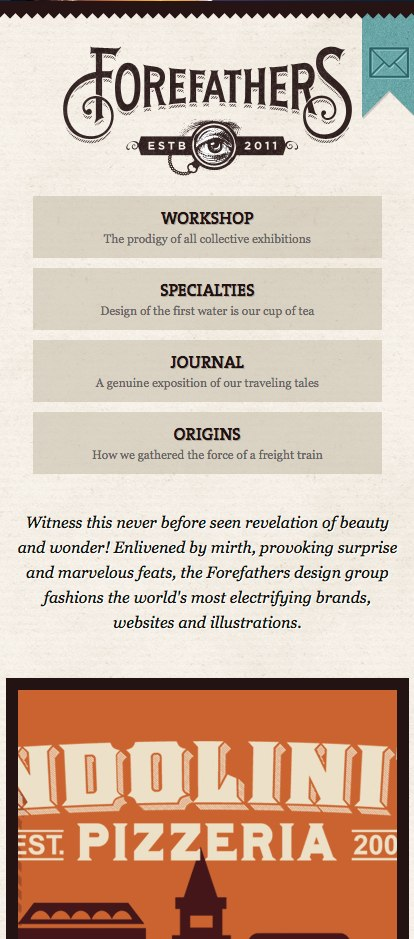 FOREFATHERS
ESTB 2011
WORKSHOP
The prodigy of all collective exhibitions
SPECIALTIES
Design of the first water is our cup of tea
JOURNAL
A genuine exposition of our traveling tales
ORIGINS
How we gathered the force of a freight train
Witness this never before seen revelation of beauty
and wonder! Enlivened by mirth, provoking surprise
and marvelous feats, the Forefathers design group
fashions the world's most electrifying brands,
websites and illustrations.
NDOLINI
EST. PIZZERIA 200